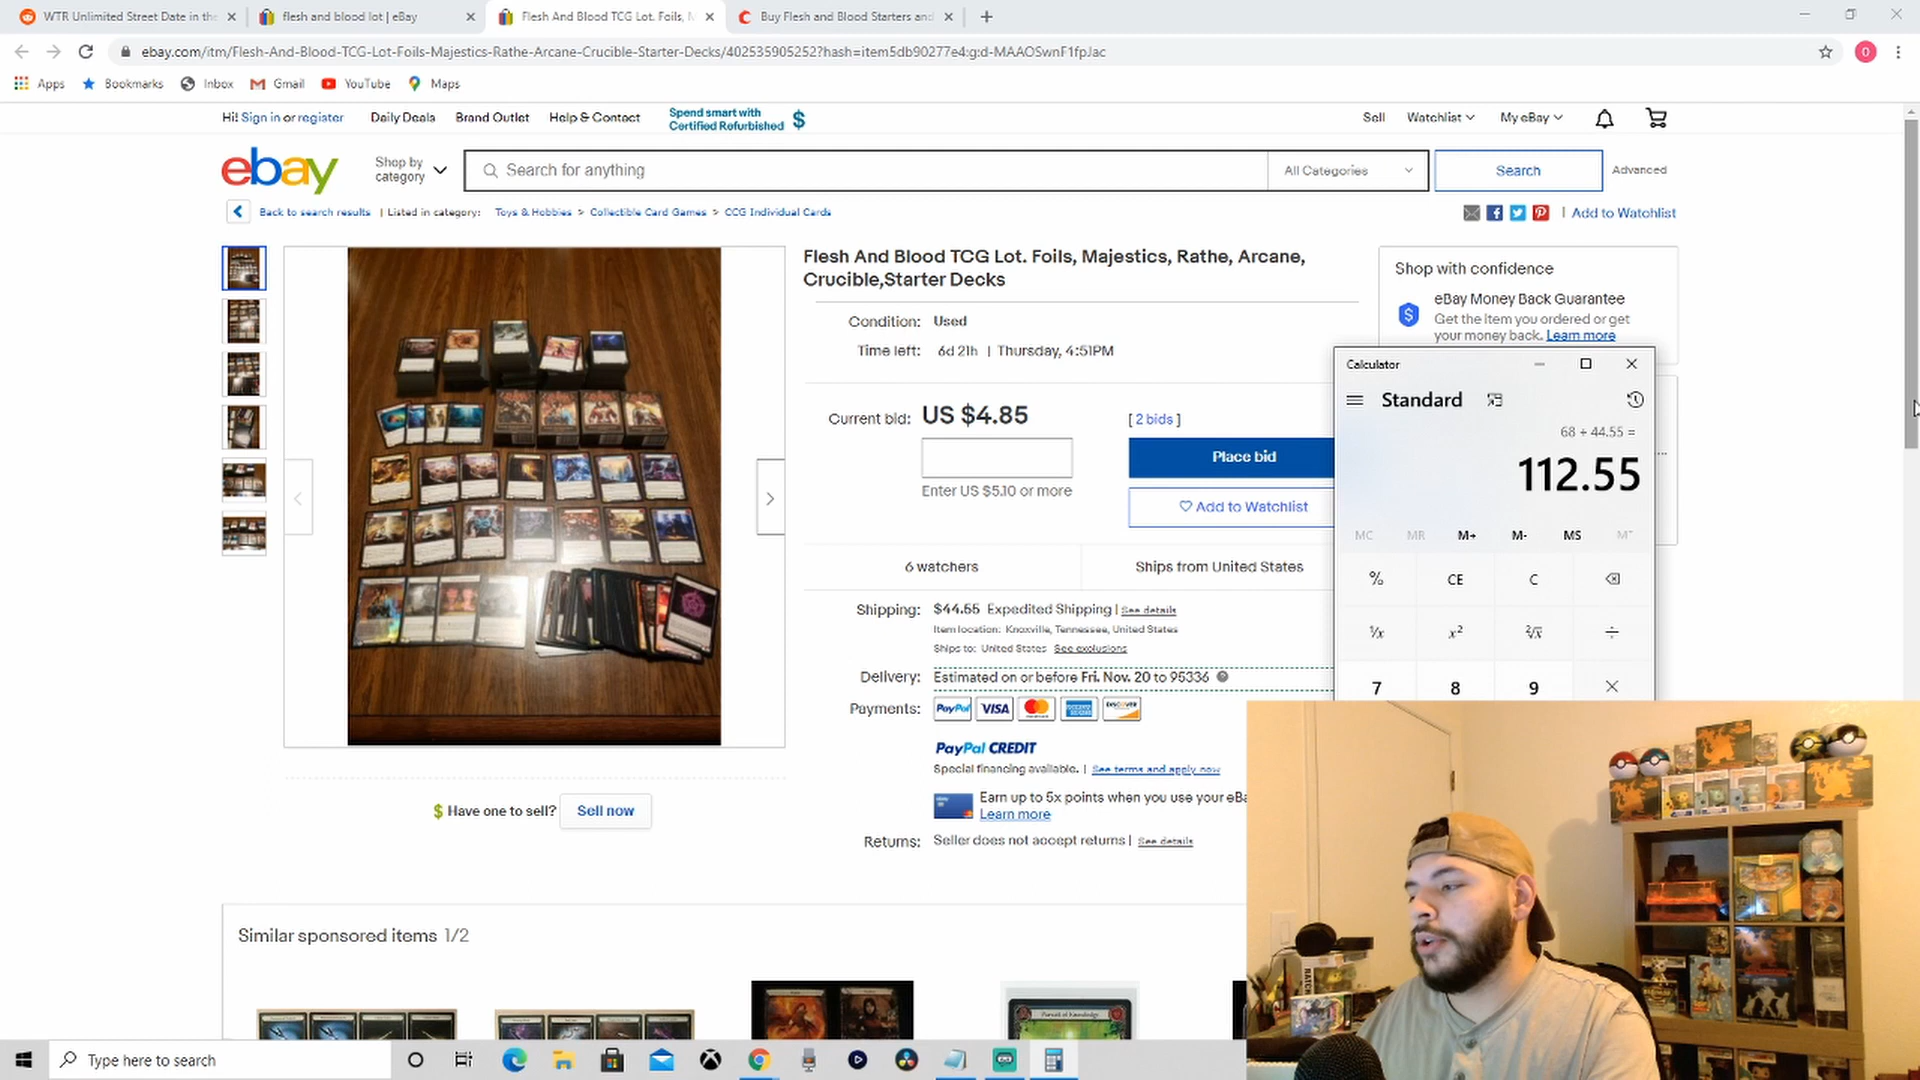 WTR Unlimited Street Date in the
flesh and blood lot | eBay
Flesh And Blood TCG Lot. Foils, M
Buy Flesh and Blood Starters and
ebay.com/itm/Flesh-And-Blood-TCG-Lot-Foils-Majestics-Rathe-Arcane-Crucible-Starter-Decks/402535905252?hash=item5db90277e4:g:d-MAAOSwnF1fpJac
O
Apps Bookmarks Inbox Gmail YouTube Maps
Hi! Sign in or register Daily Deals Brand Outlet Help & Contact
Spend smart with
Certified Refurbished $
Sell Watchlist My eBay
ebay
Shop by
category
Search for anything
All Categories
Search
Advanced
Back to search results | Listed in category: Toys & Hobbies > Collectible Card Games > CCG Individual Cards
| Add to Watchlist
Flesh And Blood TCG Lot. Foils, Majestics, Rathe, Arcane,
Crucible,Starter Decks
Condition: Used
Time left: 6d 21h | Thursday, 4:51PM
Current bid: US $4.85
[ 2 bids ]
Place bid
Enter US $5.10 or more
Add to Watchlist
6 watchers
Ships from United States
Shipping: $44.55 Expedited Shipping | See details
Item location: Knoxville, Tennessee, United States
Ships to: United States See exclusions
Delivery: Estimated on or before Fri. Nov. 20 to 95336
Payments: PayPal VISA MasterCard DISCOVER
PayPal CREDIT
Special financing available. | See terms and apply now
Earn up to 5x points when you use your eBa
Learn more
Returns: Seller does not accept returns | See details
Shop with confidence
eBay Money Back Guarantee
Get the item you ordered or get
your money back. Learn more
Calculator
Standard
68 + 44.55 =
112.55
MC MR M+ M- MS M˅
% CE C
¹/x x² ²√x ÷
7 8 9 ×
$ Have one to sell? Sell now
Similar sponsored items 1/2
Pursuit of Knowledge
Type here to search